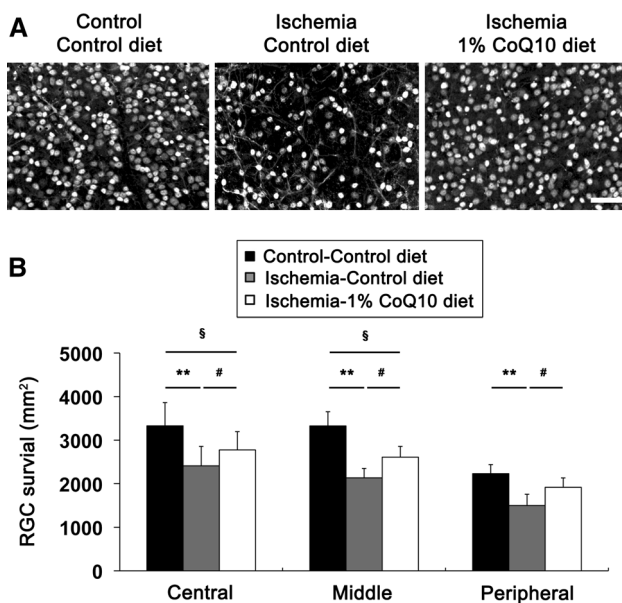 A
Control
Control diet
Ischemia
Control diet
Ischemia
1% CoQ10 diet
B
Control-Control diet
Ischemia-Control diet
Ischemia-1% CoQ10 diet
RGC survial (mm²)
5000
4000
3000
2000
1000
0
§
** #
§
** #
** #
Central Middle Peripheral